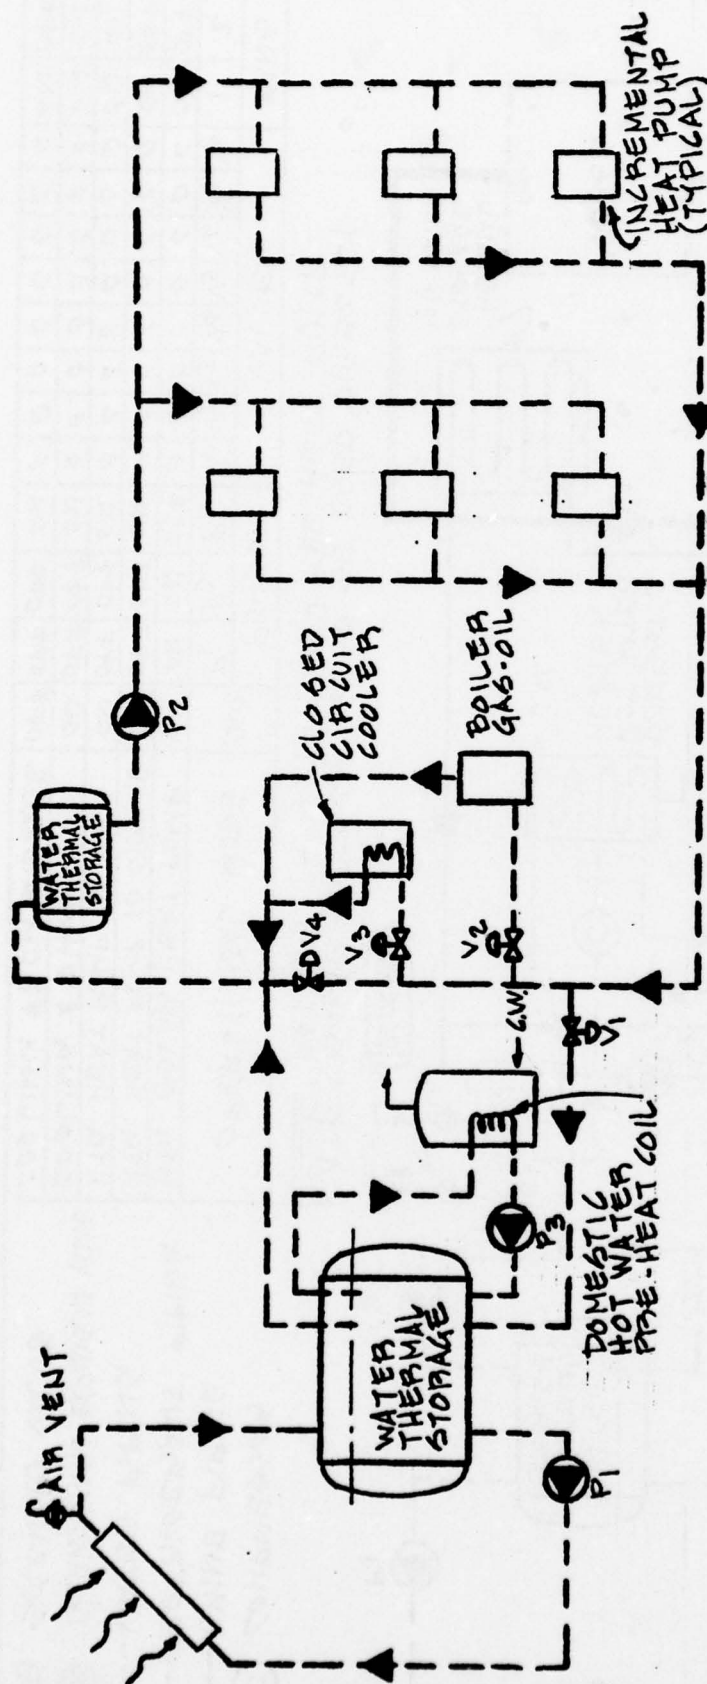 AIR VENT
WATER
THERMAL
STORAGE
P1
P3
DOMESTIC
HOT WATER
PRE-HEAT COIL
C.W.
V1
V2
V3
V4
CLOSED
CIRCUIT
COOLER
BOILER
GAS-OIL
WATER
THERMAL
STORAGE
P2
INCREMENTAL
HEAT PUMP
(TYPICAL)